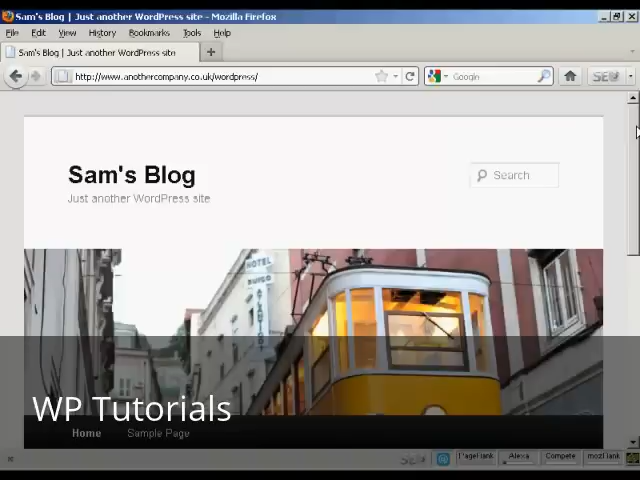 Sam's Blog | Just another WordPress site - Mozilla Firefox
File Edit View History Bookmarks Tools Help
Sam's Blog | Just another WordPress site
http://www.anothercompany.co.uk/wordpress/
Google
Sam's Blog
Just another WordPress site
Search
HOTEL
WP Tutorials
Home Sample Page
PageRank Alexa Compete mozRank